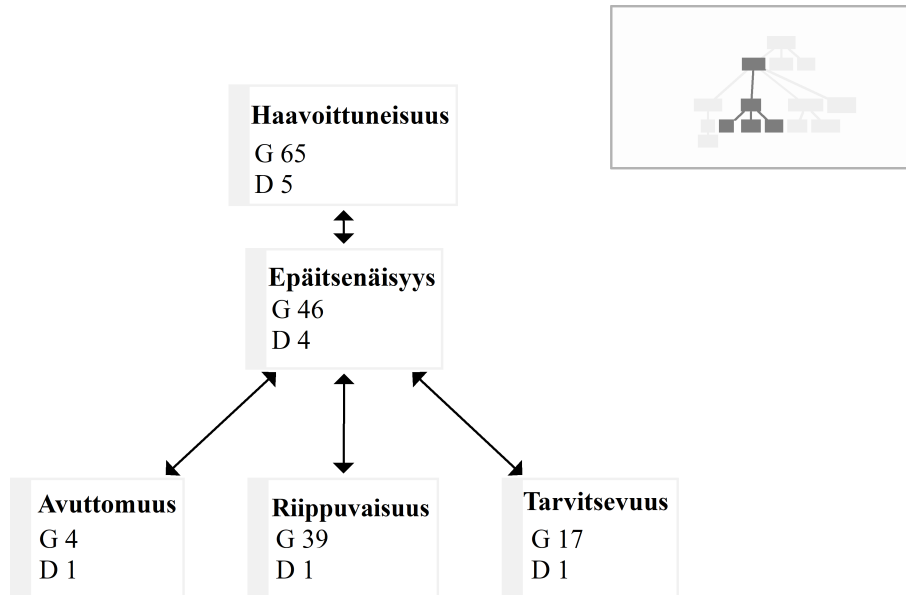 Haavoittuneisuus
G 65
D 5
Epäitsenäisyys
G 46
D 4
Avuttomuus
G 4
D 1
Riippuvaisuus
G 39
D 1
Tarvitsevuus
G 17
D 1